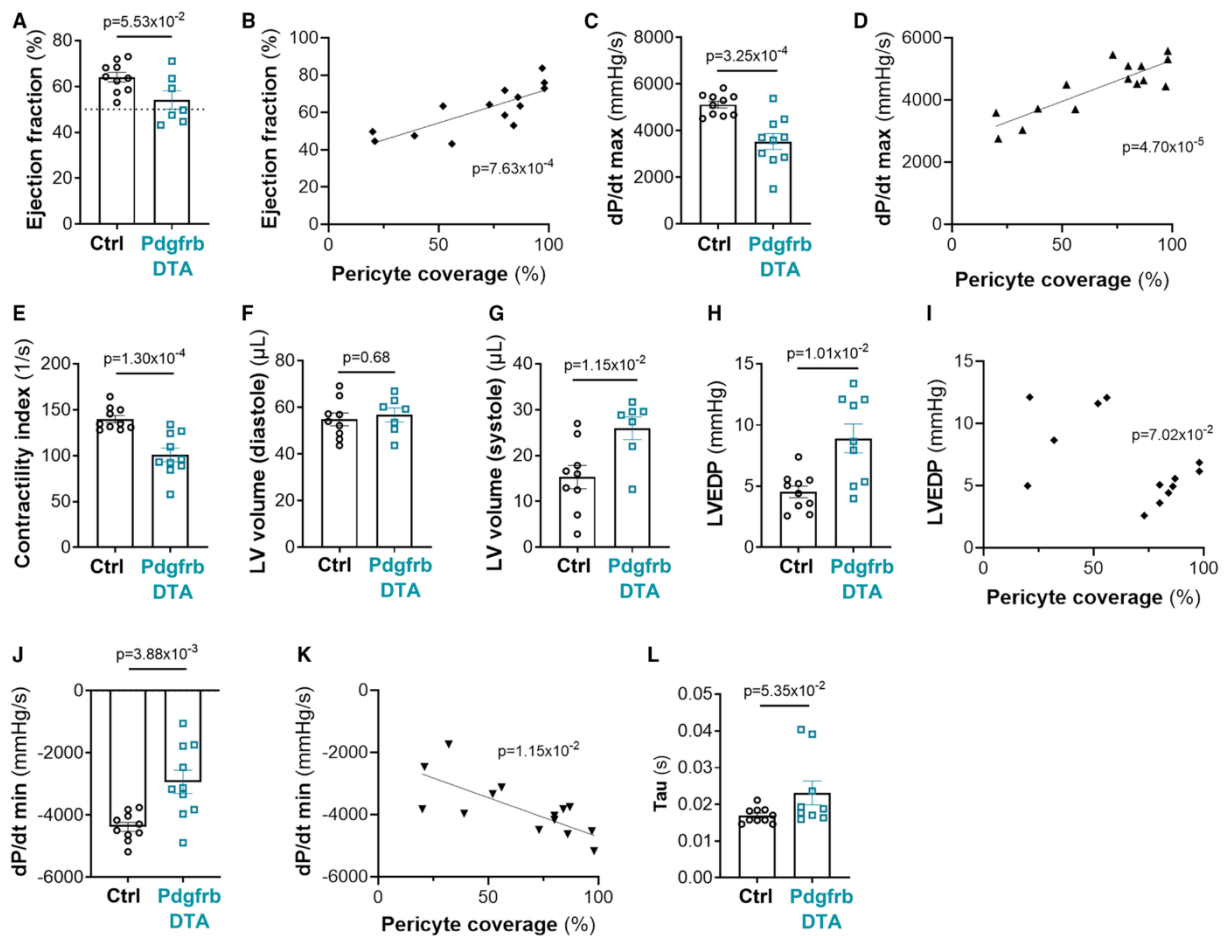 A
p=5.53x10⁻²
Ejection fraction (%)
80
60
40
20
0
Ctrl
Pdgfrb
DTA
B
Ejection fraction (%)
100
80
60
40
20
0
p=7.63x10⁻⁴
0
50
100
Pericyte coverage (%)
C
p=3.25x10⁻⁴
dP/dt max (mmHg/s)
8000
6000
4000
2000
0
Ctrl
Pdgfrb
DTA
D
dP/dt max (mmHg/s)
6000
4000
2000
0
p=4.70x10⁻⁵
0
50
100
Pericyte coverage (%)
E
p=1.30x10⁻⁴
Contractility index (1/s)
200
150
100
50
0
Ctrl
Pdgfrb
DTA
F
p=0.68
LV volume (diastole) (µL)
80
60
40
20
0
Ctrl
Pdgfrb
DTA
G
p=1.15x10⁻²
LV volume (systole) (µL)
40
30
20
10
0
Ctrl
Pdgfrb
DTA
H
p=1.01x10⁻²
LVEDP (mmHg)
15
10
5
0
Ctrl
Pdgfrb
DTA
I
LVEDP (mmHg)
15
10
5
0
p=7.02x10⁻²
0
50
100
Pericyte coverage (%)
J
p=3.88x10⁻³
dP/dt min (mmHg/s)
0
-2000
-4000
-6000
Ctrl
Pdgfrb
DTA
K
dP/dt min (mmHg/s)
0
-2000
-4000
-6000
p=1.15x10⁻²
0
50
100
Pericyte coverage (%)
L
p=5.35x10⁻²
Tau (s)
0.05
0.04
0.03
0.02
0.01
0.00
Ctrl
Pdgfrb
DTA